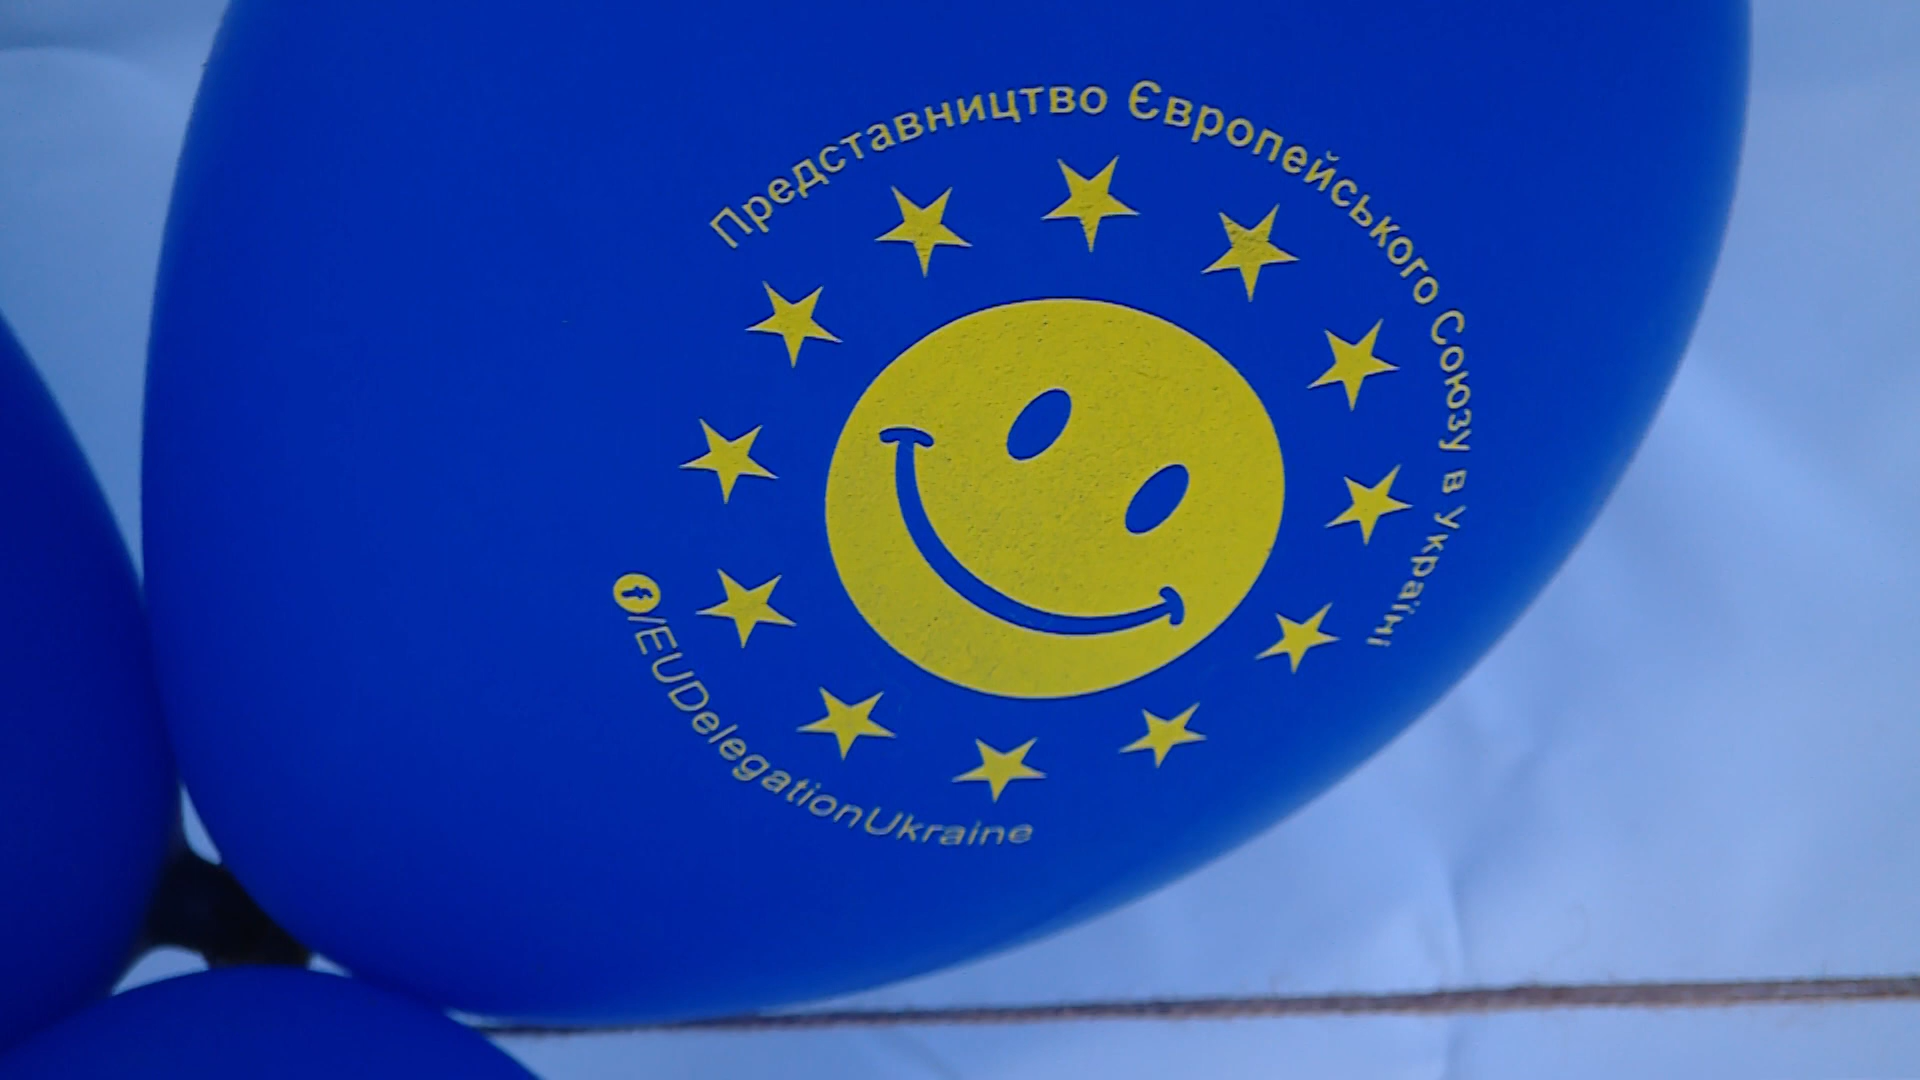 Представництво Європейського Союзу в Україні
f/EUDelegationUkraine